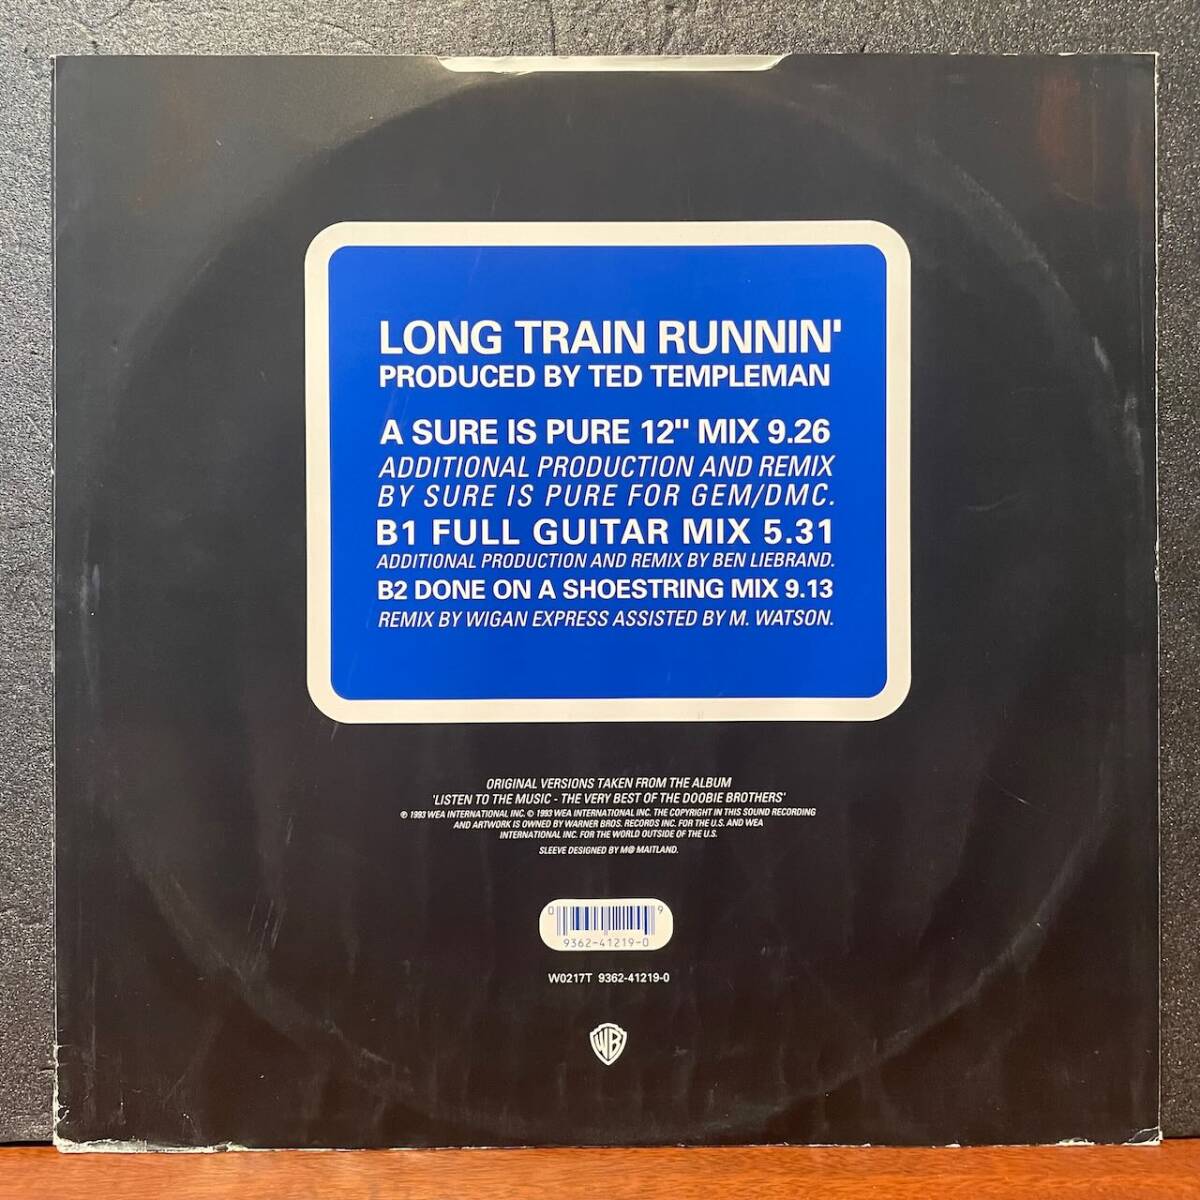 LONG TRAIN RUNNIN'
PRODUCED BY TED TEMPLEMAN
A SURE IS PURE 12" MIX 9.26
ADDITIONAL PRODUCTION AND REMIX
BY SURE IS PURE FOR GEM/DMC.
B1 FULL GUITAR MIX 5.31
ADDITIONAL PRODUCTION AND REMIX BY BEN LIEBRAND.
B2 DONE ON A SHOESTRING MIX 9.13
REMIX BY WIGAN EXPRESS ASSISTED BY M. WATSON.
ORIGINAL VERSIONS TAKEN FROM THE ALBUM
'LISTEN TO THE MUSIC - THE VERY BEST OF THE DOOBIE BROTHERS'
℗ 1993 WEA INTERNATIONAL INC. © 1993 WEA INTERNATIONAL INC. THE COPYRIGHT IN THIS SOUND RECORDING
AND ARTWORK IS OWNED BY WARNER BROS. RECORDS INC. FOR THE U.S. AND WEA
INTERNATIONAL INC. FOR THE WORLD OUTSIDE OF THE U.S.
SLEEVE DESIGNED BY M@ MAITLAND.
0 9
9362-41219-0
W0217T 9362-41219-0
WB